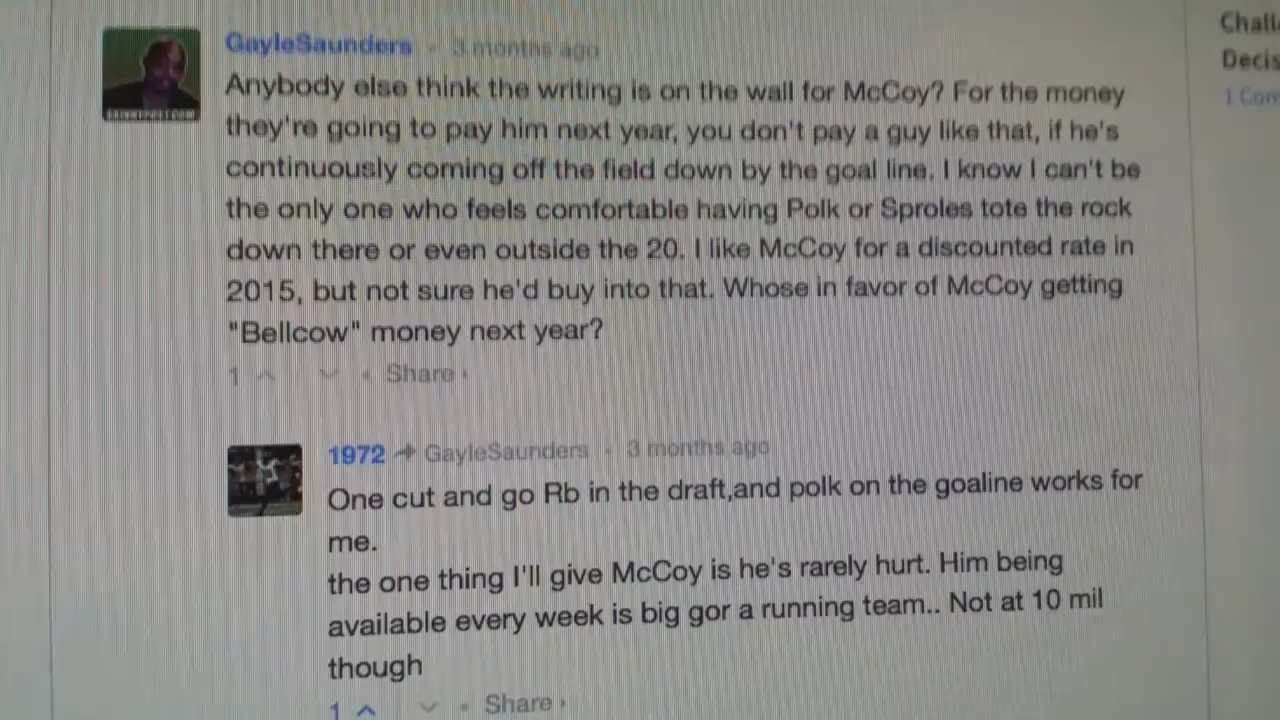 GayleSaunders 3 months ago
Anybody else think the writing is on the wall for McCoy? For the money
they're going to pay him next year, you don't pay a guy like that, if he's
continuously coming off the field down by the goal line. I know I can't be
the only one who feels comfortable having Polk or Sproles tote the rock
down there or even outside the 20. I like McCoy for a discounted rate in
2015, but not sure he'd buy into that. Whose in favor of McCoy getting
"Bellcow" money next year?
1 Share
1972 GayleSaunders 3 months ago
One cut and go Rb in the draft,and polk on the goaline works for
me.
the one thing I'll give McCoy is he's rarely hurt. Him being
available every week is big gor a running team.. Not at 10 mil
though
1 Share
Chall
Decis
1 Com